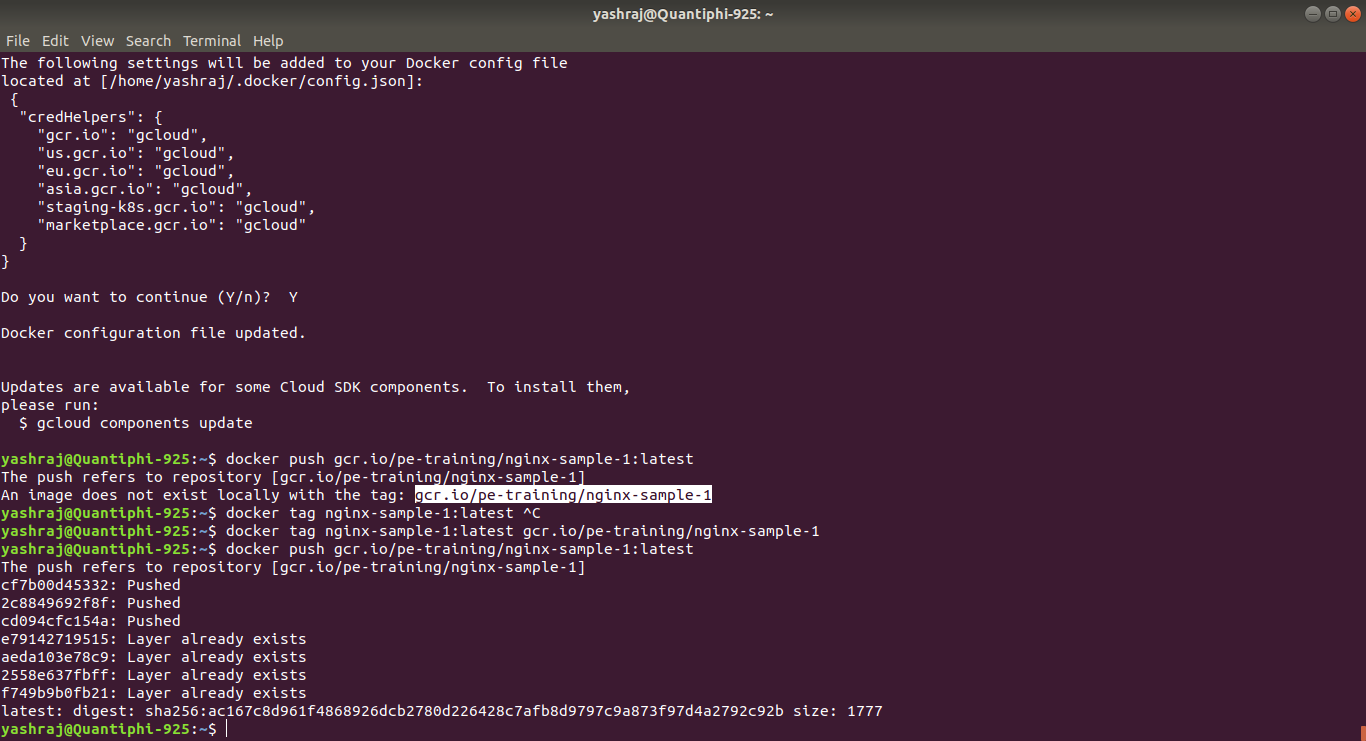 yashraj@Quantiphi-925: ~
File Edit View Search Terminal Help
The following settings will be added to your Docker config file
located at [/home/yashraj/.docker/config.json]:
 {
  "credHelpers": {
    "gcr.io": "gcloud",
    "us.gcr.io": "gcloud",
    "eu.gcr.io": "gcloud",
    "asia.gcr.io": "gcloud",
    "staging-k8s.gcr.io": "gcloud",
    "marketplace.gcr.io": "gcloud"
  }
}
Do you want to continue (Y/n)?  Y
Docker configuration file updated.
Updates are available for some Cloud SDK components.  To install them,
please run:
  $ gcloud components update
yashraj@Quantiphi-925:~$ docker push gcr.io/pe-training/nginx-sample-1:latest
The push refers to repository [gcr.io/pe-training/nginx-sample-1]
An image does not exist locally with the tag: gcr.io/pe-training/nginx-sample-1
yashraj@Quantiphi-925:~$ docker tag nginx-sample-1:latest ^C
yashraj@Quantiphi-925:~$ docker tag nginx-sample-1:latest gcr.io/pe-training/nginx-sample-1
yashraj@Quantiphi-925:~$ docker push gcr.io/pe-training/nginx-sample-1:latest
The push refers to repository [gcr.io/pe-training/nginx-sample-1]
cf7b00d45332: Pushed
2c8849692f8f: Pushed
cd094cfc154a: Pushed
e79142719515: Layer already exists
aeda103e78c9: Layer already exists
2558e637fbff: Layer already exists
f749b9b0fb21: Layer already exists
latest: digest: sha256:ac167c8d961f4868926dcb2780d226428c7afb8d9797c9a873f97d4a2792c92b size: 1777
yashraj@Quantiphi-925:~$